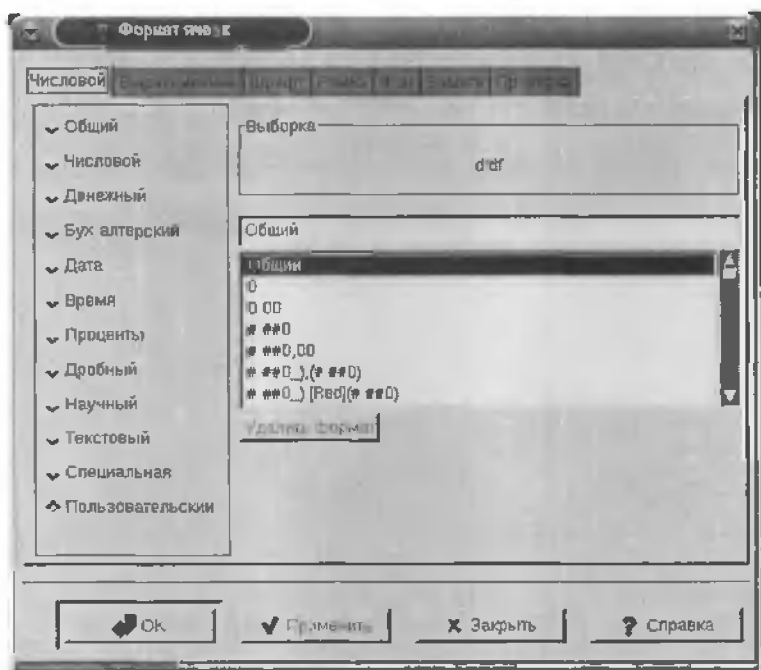 Формат ячеек
Числовой
Общий
Числовой
Денежный
Бухгалтерский
Дата
Время
Проценты
Дробный
Научный
Текстовый
Специальная
Пользовательский
Выборка
d'df
Общий
Общий
0
0 00
# ##0
# ##0,00
# ##0_),(# ##0)
# ##0_) [Red](# ##0)
Удалить формат
OK
Применить
Закрыть
Справка